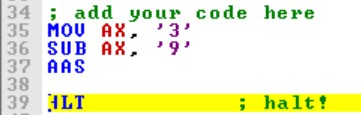 34 ; add your code here
35 MOV AX, '3'
36 SUB AX, '9'
37 AAS
38
39 HLT ; halt!